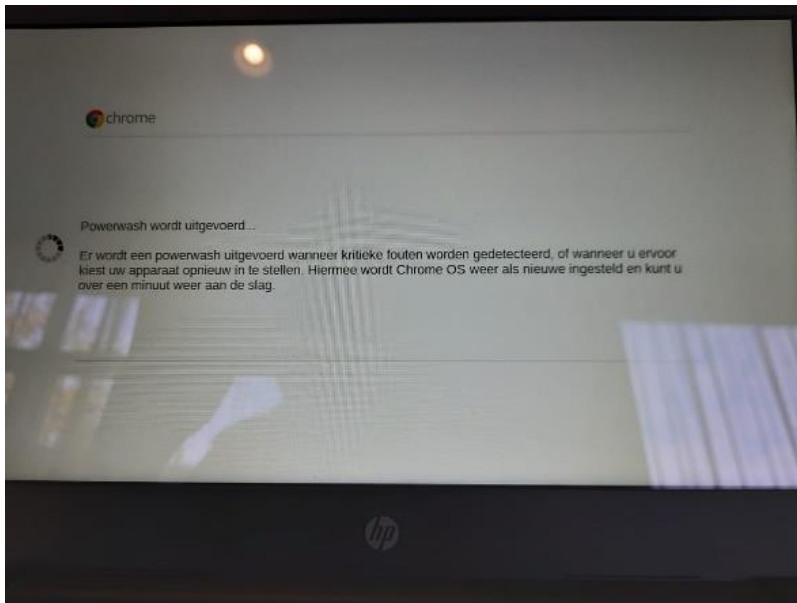 chrome
Powerwash wordt uitgevoerd...
Er wordt een powerwash uitgevoerd wanneer kritieke fouten worden gedetecteerd, of wanneer u ervoor
kiest uw apparaat opnieuw in te stellen. Hiermee wordt Chrome OS weer als nieuwe ingesteld en kunt u
over een minuut weer aan de slag.
hp